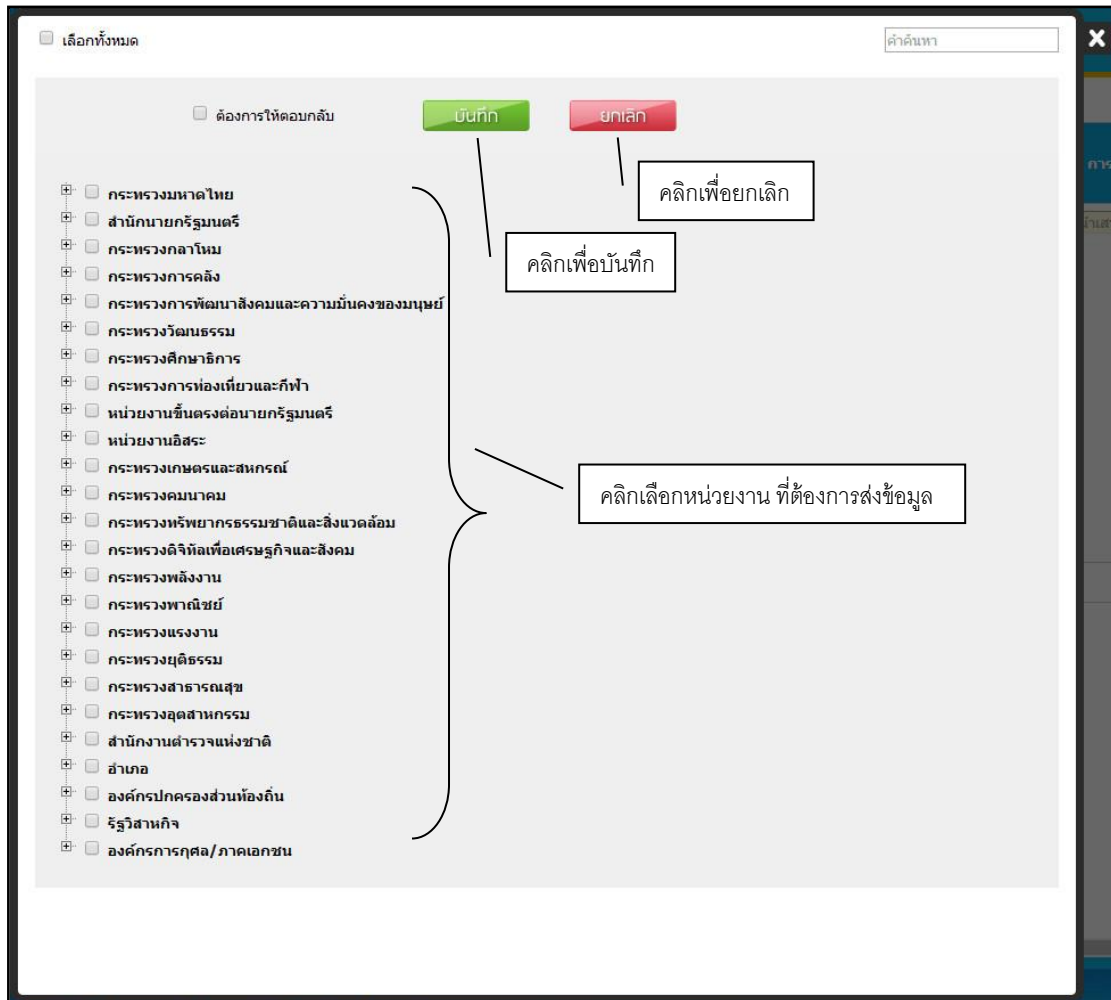 เลือกทั้งหมด
คำค้นหา
ต้องการให้ตอบกลับ
บันทึก
ยกเลิก
คลิกเพื่อยกเลิก
คลิกเพื่อบันทึก
กระทรวงมหาดไทย
สำนักนายกรัฐมนตรี
กระทรวงกลาโหม
กระทรวงการคลัง
กระทรวงการพัฒนาสังคมและความมั่นคงของมนุษย์
กระทรวงวัฒนธรรม
กระทรวงศึกษาธิการ
กระทรวงการท่องเที่ยวและกีฬา
หน่วยงานขึ้นตรงต่อนายกรัฐมนตรี
หน่วยงานอิสระ
กระทรวงเกษตรและสหกรณ์
กระทรวงคมนาคม
คลิกเลือกหน่วยงาน ที่ต้องการส่งข้อมูล
กระทรวงทรัพยากรธรรมชาติและสิ่งแวดล้อม
กระทรวงดิจิทัลเพื่อเศรษฐกิจและสังคม
กระทรวงพลังงาน
กระทรวงพาณิชย์
กระทรวงแรงงาน
กระทรวงยุติธรรม
กระทรวงสาธารณสุข
กระทรวงอุตสาหกรรม
สำนักงานตำรวจแห่งชาติ
อำเภอ
องค์กรปกครองส่วนท้องถิ่น
รัฐวิสาหกิจ
องค์กรการกุศล/ภาคเอกชน